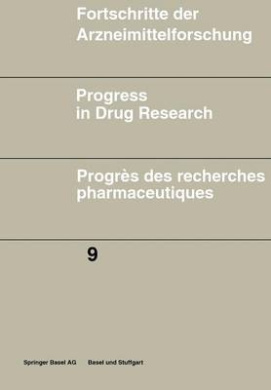 Fortschritte der
Arzneimittelforschung
Progress
in Drug Research
Progrès des recherches
pharmaceutiques
9
Springer Basel AG Basel und Stuttgart